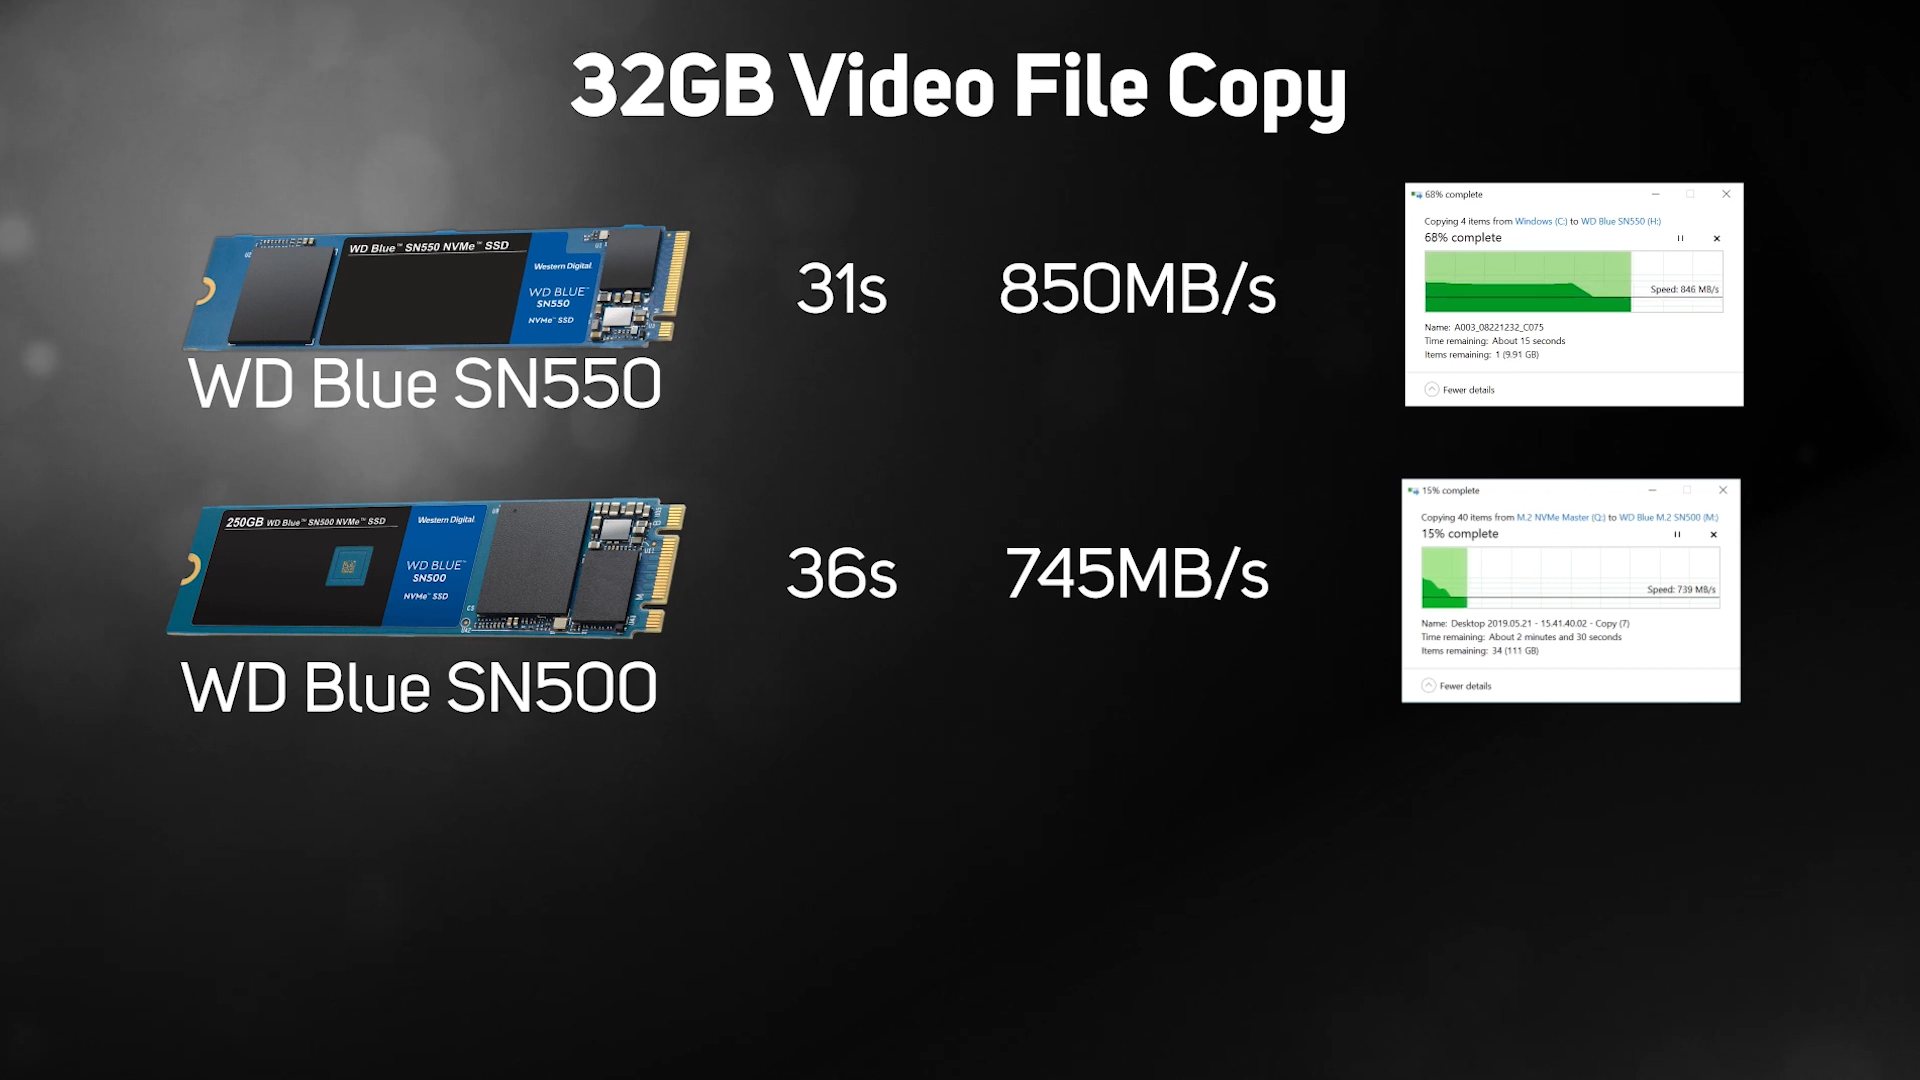 32GB Video File Copy
WD Blue™ SN550 NVMe™ SSD
Western Digital
WD BLUE™
SN550
NVMe™ SSD
WD Blue SN550
31s
850MB/s
68% complete
Copying 4 items from Windows (C:) to WD Blue SN550 (H:)
68% complete
Speed: 846 MB/s
Name: A003_08221232_C075
Time remaining: About 15 seconds
Items remaining: 1 (9.91 GB)
Fewer details
250GB WD Blue™ SN500 NVMe™ SSD
Western Digital
WD BLUE™
SN500
NVMe™ SSD
WD Blue SN500
36s
745MB/s
15% complete
Copying 40 items from M.2 NVMe Master (Q:) to WD Blue M.2 SN500 (M:)
15% complete
Speed: 739 MB/s
Name: Desktop 2019.05.21 - 15.41.40.02 - Copy (7)
Time remaining: About 2 minutes and 30 seconds
Items remaining: 34 (111 GB)
Fewer details